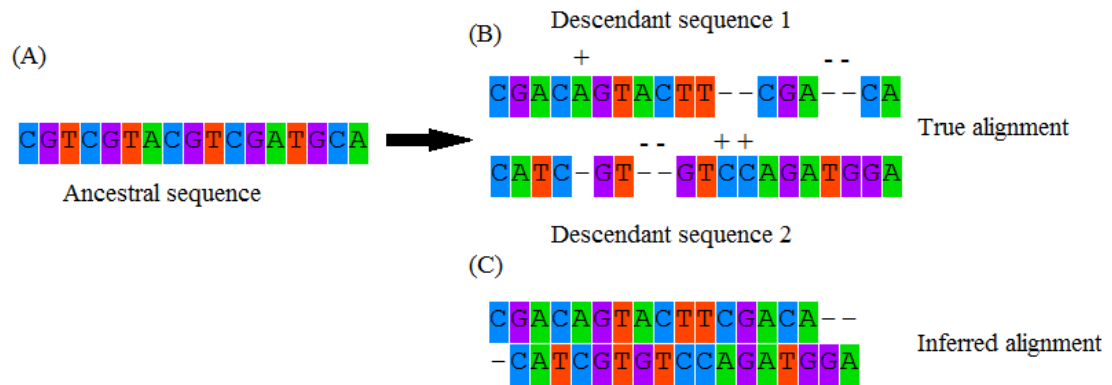 Descendant sequence 1
(A)
(B)
+ --
CGACAGTACTT--CGA--CA
True alignment
CGTCGTACGTCGATGCA
-- ++
CATC-GT--GTCCAGATGGA
Ancestral sequence
Descendant sequence 2
(C)
CGACAGTACTTCGACA--
Inferred alignment
-CATCGTGTCCAGATGGA